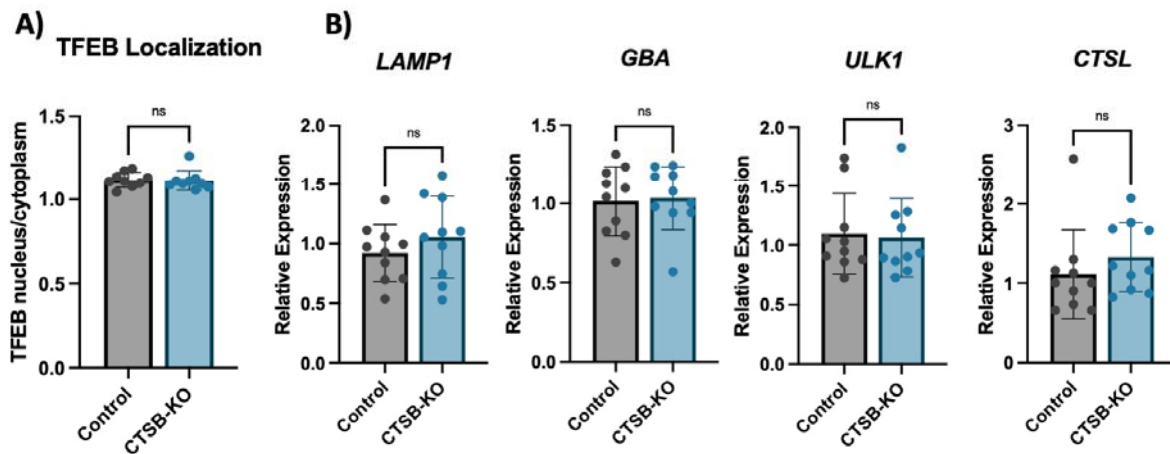 A)
TFEB Localization
TFEB nucleus/cytoplasm
1.5
1.0
0.5
0.0
ns
Control
CTSB-KO
B)
LAMP1
Relative Expression
2.0
1.5
1.0
0.5
0.0
ns
Control
CTSB-KO
GBA
Relative Expression
1.5
1.0
0.5
0.0
ns
Control
CTSB-KO
ULK1
Relative Expression
2.0
1.5
1.0
0.5
0.0
ns
Control
CTSB-KO
CTSL
Relative Expression
3
2
1
0
ns
Control
CTSB-KO